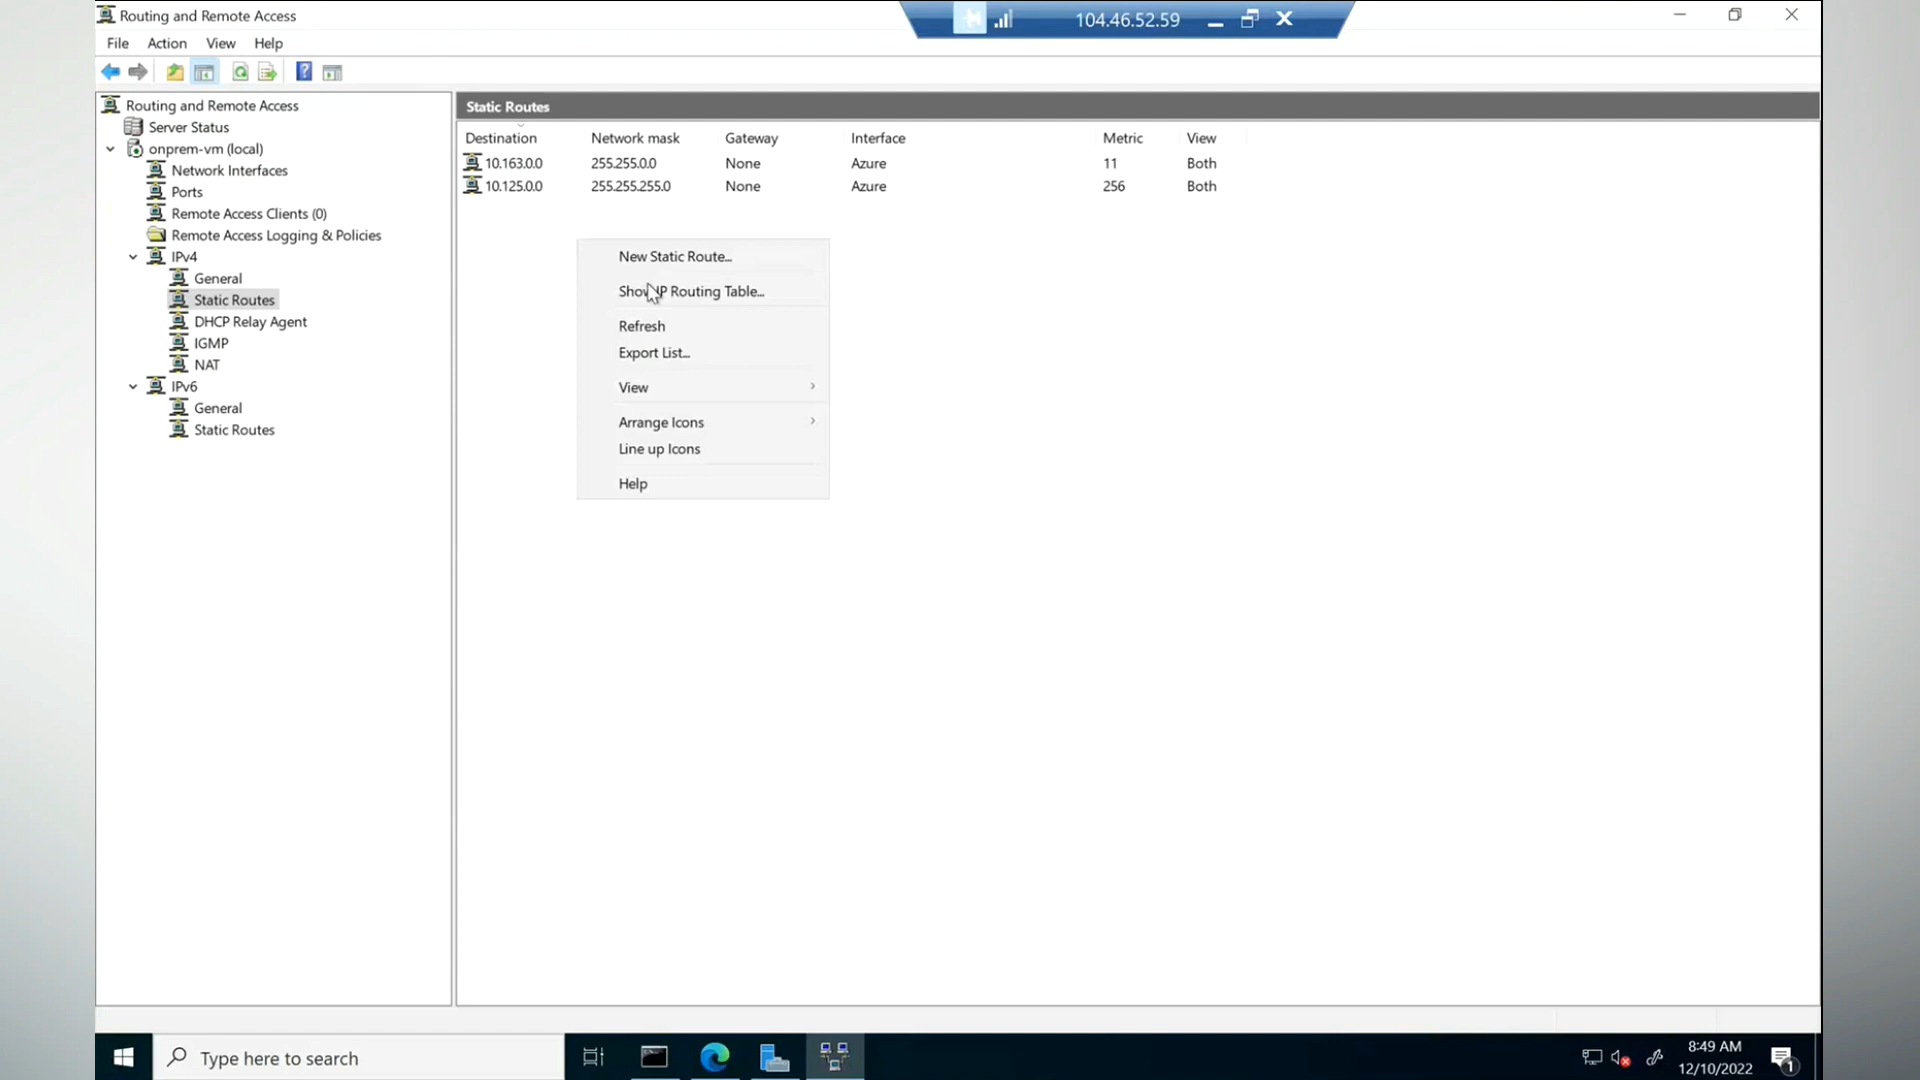 Routing and Remote Access
104.46.52.59
File Action View Help
Routing and Remote Access
Server Status
onprem-vm (local)
Network Interfaces
Ports
Remote Access Clients (0)
Remote Access Logging & Policies
IPv4
General
Static Routes
DHCP Relay Agent
IGMP
NAT
IPv6
General
Static Routes
Static Routes
Destination Network mask Gateway Interface Metric View
10.163.0.0 255.255.0.0 None Azure 11 Both
10.125.0.0 255.255.255.0 None Azure 256 Both
New Static Route...
Show IP Routing Table...
Refresh
Export List...
View
Arrange Icons
Line up Icons
Help
Type here to search
8:49 AM
12/10/2022
1